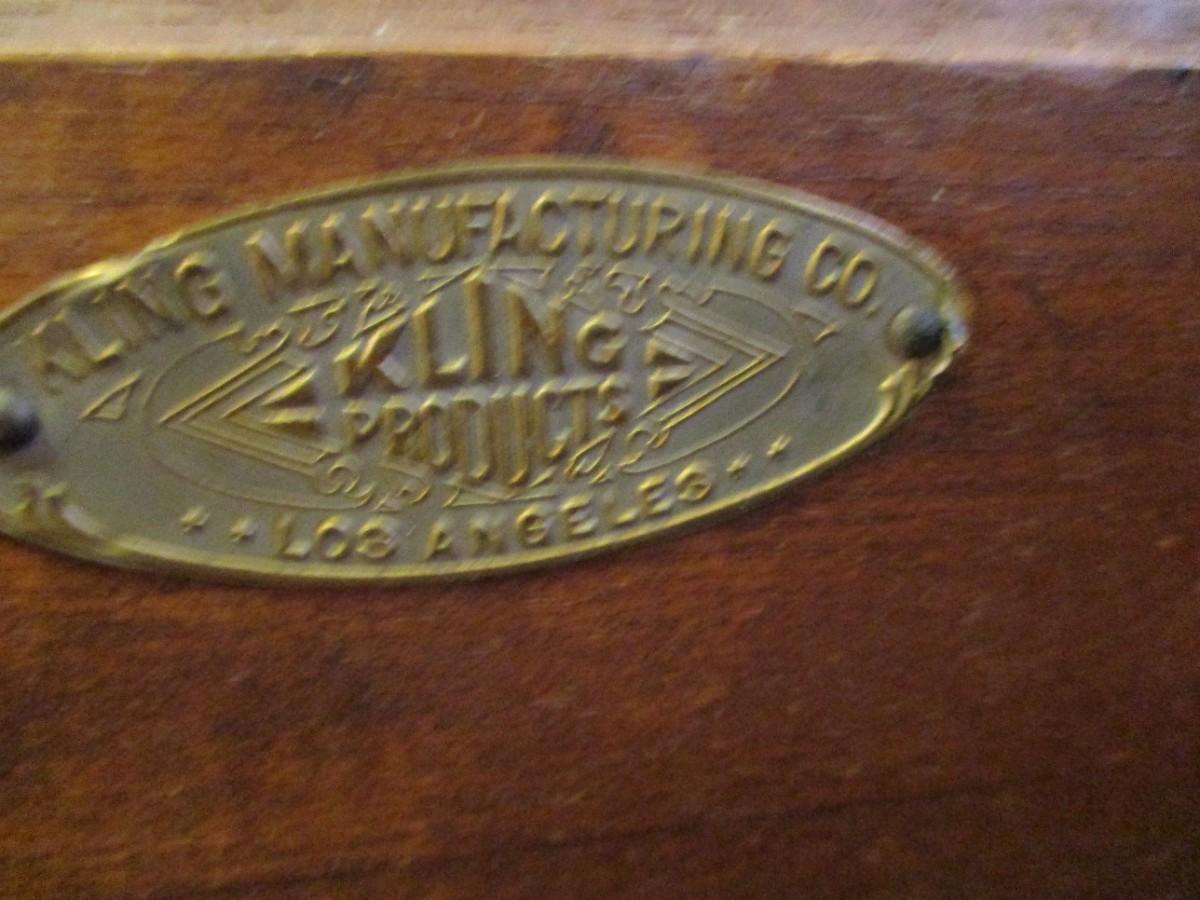 KLING MANUFACTURING CO.
KLING
PRODUCTS
LOS ANGELES